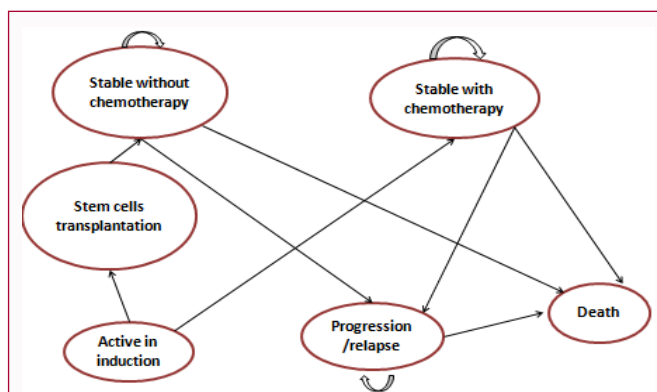 Stable without
chemotherapy
Stable with
chemotherapy
Stem cells
transplantation
Death
Progression
/relapse
Active in
induction